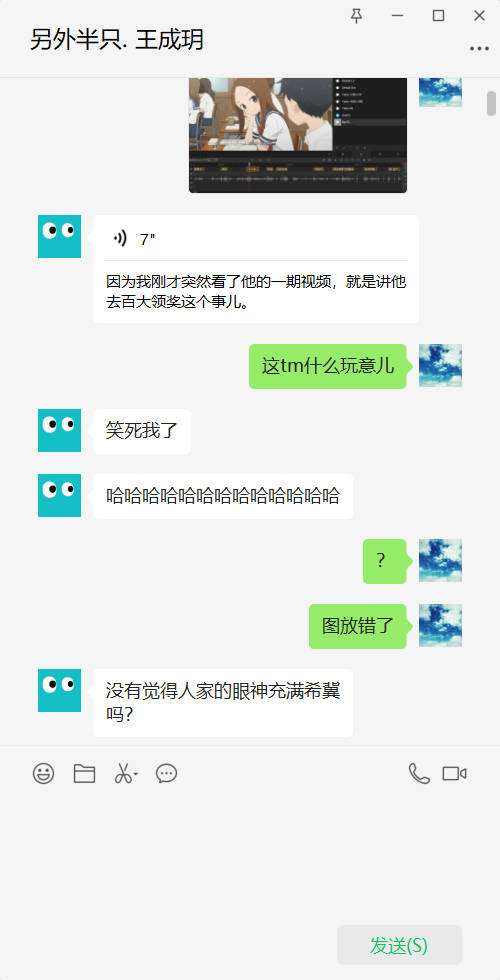 另外半只. 王成玥
7"
因为我刚才突然看了他的一期视频，就是讲他
去百大领奖这个事儿。
这tm什么玩意儿
笑死我了
哈哈哈哈哈哈哈哈哈哈哈哈哈
？
图放错了
没有觉得人家的眼神充满希冀
吗？
发送(S)